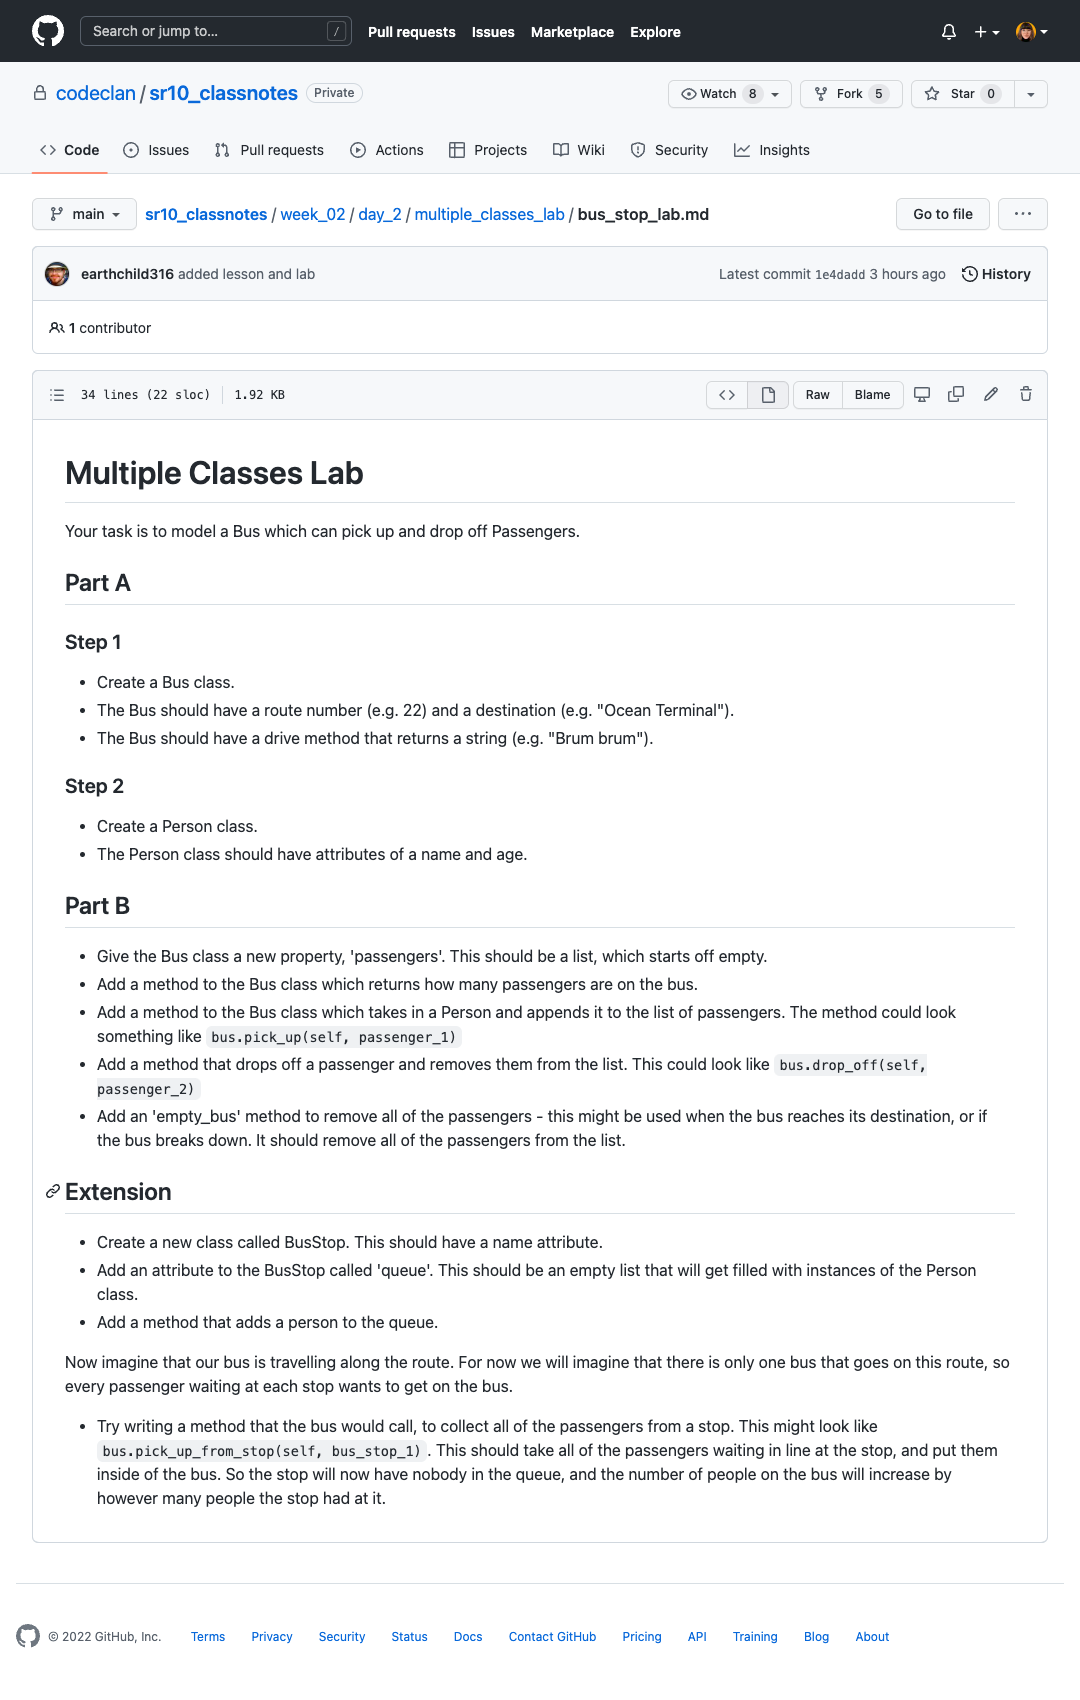 Search or jump to... /
Pull requests Issues Marketplace Explore
codeclan / sr10_classnotes Private
Watch 8 Fork 5 Star 0
Code Issues Pull requests Actions Projects Wiki Security Insights
main sr10_classnotes / week_02 / day_2 / multiple_classes_lab / bus_stop_lab.md Go to file ...
earthchild316 added lesson and lab Latest commit 1e4dadd 3 hours ago History
1 contributor
34 lines (22 sloc) 1.92 KB Raw Blame
Multiple Classes Lab
Your task is to model a Bus which can pick up and drop off Passengers.
Part A
Step 1
• Create a Bus class.
• The Bus should have a route number (e.g. 22) and a destination (e.g. "Ocean Terminal").
• The Bus should have a drive method that returns a string (e.g. "Brum brum").
Step 2
• Create a Person class.
• The Person class should have attributes of a name and age.
Part B
• Give the Bus class a new property, 'passengers'. This should be a list, which starts off empty.
• Add a method to the Bus class which returns how many passengers are on the bus.
• Add a method to the Bus class which takes in a Person and appends it to the list of passengers. The method could look
something like bus.pick_up(self, passenger_1)
• Add a method that drops off a passenger and removes them from the list. This could look like bus.drop_off(self,
passenger_2)
• Add an 'empty_bus' method to remove all of the passengers - this might be used when the bus reaches its destination, or if
the bus breaks down. It should remove all of the passengers from the list.
Extension
• Create a new class called BusStop. This should have a name attribute.
• Add an attribute to the BusStop called 'queue'. This should be an empty list that will get filled with instances of the Person
class.
• Add a method that adds a person to the queue.
Now imagine that our bus is travelling along the route. For now we will imagine that there is only one bus that goes on this route, so
every passenger waiting at each stop wants to get on the bus.
• Try writing a method that the bus would call, to collect all of the passengers from a stop. This might look like
bus.pick_up_from_stop(self, bus_stop_1) . This should take all of the passengers waiting in line at the stop, and put them
inside of the bus. So the stop will now have nobody in the queue, and the number of people on the bus will increase by
however many people the stop had at it.
© 2022 GitHub, Inc. Terms Privacy Security Status Docs Contact GitHub Pricing API Training Blog About